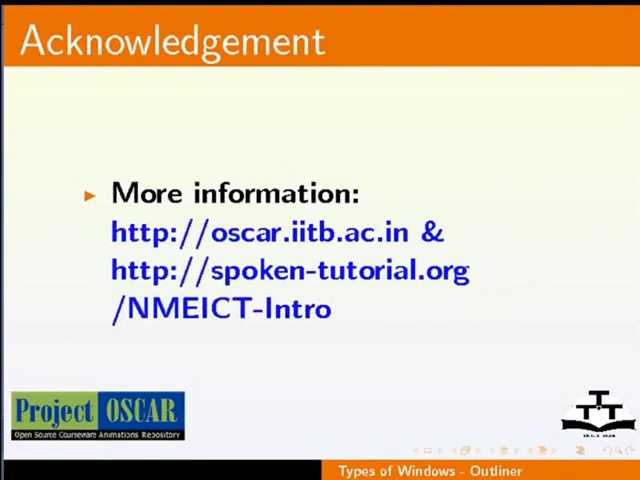 Acknowledgement
More information:
http://oscar.iitb.ac.in &
http://spoken-tutorial.org
/NMEICT-Intro
Project OSCAR
Open Source Courseware Animations Repository
Types of Windows - Outliner